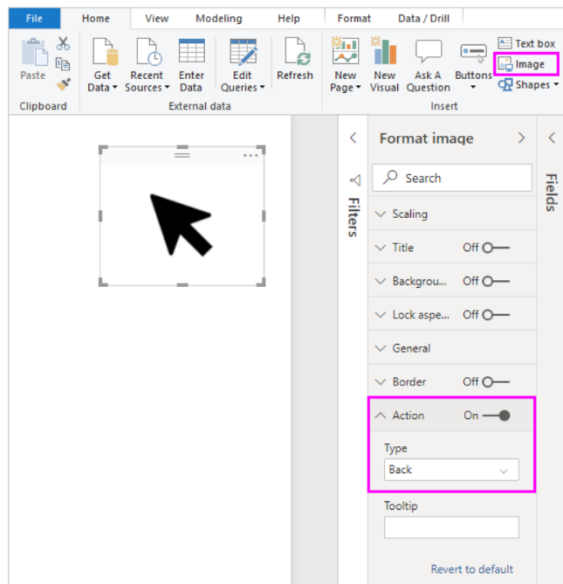 File Home View Modeling Help Format Data / Drill
Paste
Get Data
Recent Sources
Enter Data
Edit Queries
Refresh
New Page
New Visual
Ask A Question
Buttons
Text box
Image
Shapes
Clipboard External data Insert
Format image
Search
Filters
Fields
Scaling
Title Off
Backgrou... Off
Lock aspe... Off
General
Border Off
Action On
Type
Back
Tooltip
Revert to default